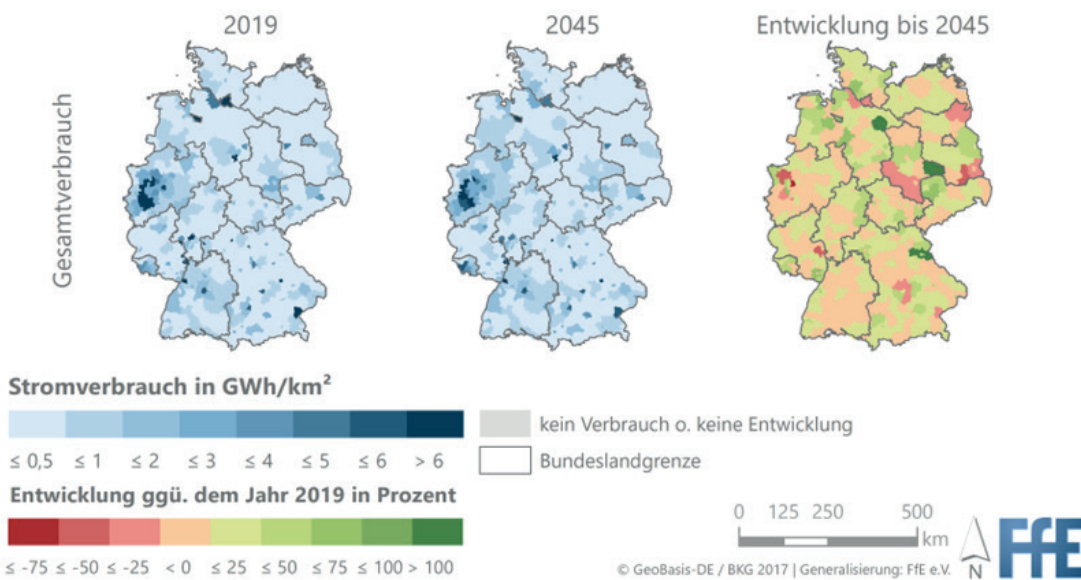 2019
2045
Entwicklung bis 2045
Gesamtverbrauch
Stromverbrauch in GWh/km²
≤ 0,5 ≤ 1 ≤ 2 ≤ 3 ≤ 4 ≤ 5 ≤ 6 > 6
kein Verbrauch o. keine Entwicklung
Bundeslandgrenze
Entwicklung ggü. dem Jahr 2019 in Prozent
≤ -75 ≤ -50 ≤ -25 < 0 ≤ 25 ≤ 50 ≤ 75 ≤ 100 > 100
0 125 250 500
km
N
FfE
© GeoBasis-DE / BKG 2017 | Generalisierung: FfE e.V.